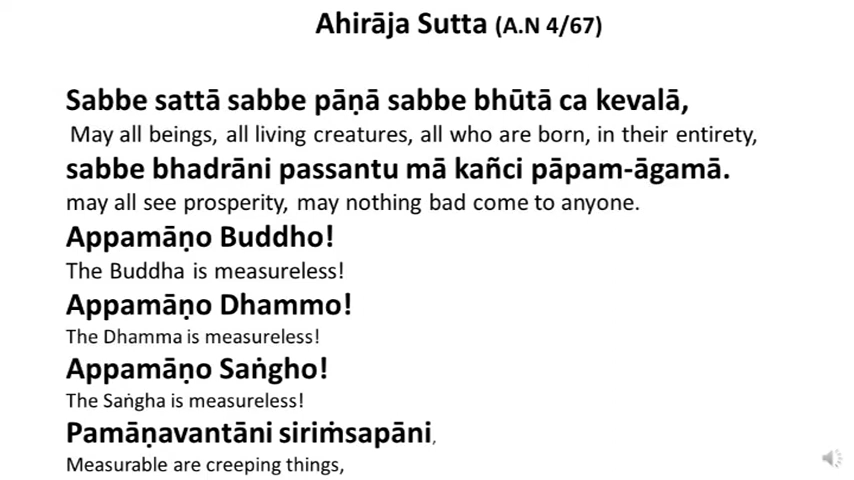 Ahirāja Sutta (A.N 4/67)
Sabbe sattā sabbe pāṇā sabbe bhūtā ca kevalā,
May all beings, all living creatures, all who are born, in their entirety,
sabbe bhadrāni passantu mā kañci pāpam-āgamā.
may all see prosperity, may nothing bad come to anyone.
Appamāṇo Buddho!
The Buddha is measureless!
Appamāṇo Dhammo!
The Dhamma is measureless!
Appamāṇo Saṅgho!
The Saṅgha is measureless!
Pamāṇavantāni siriṁsapāni,
Measurable are creeping things,